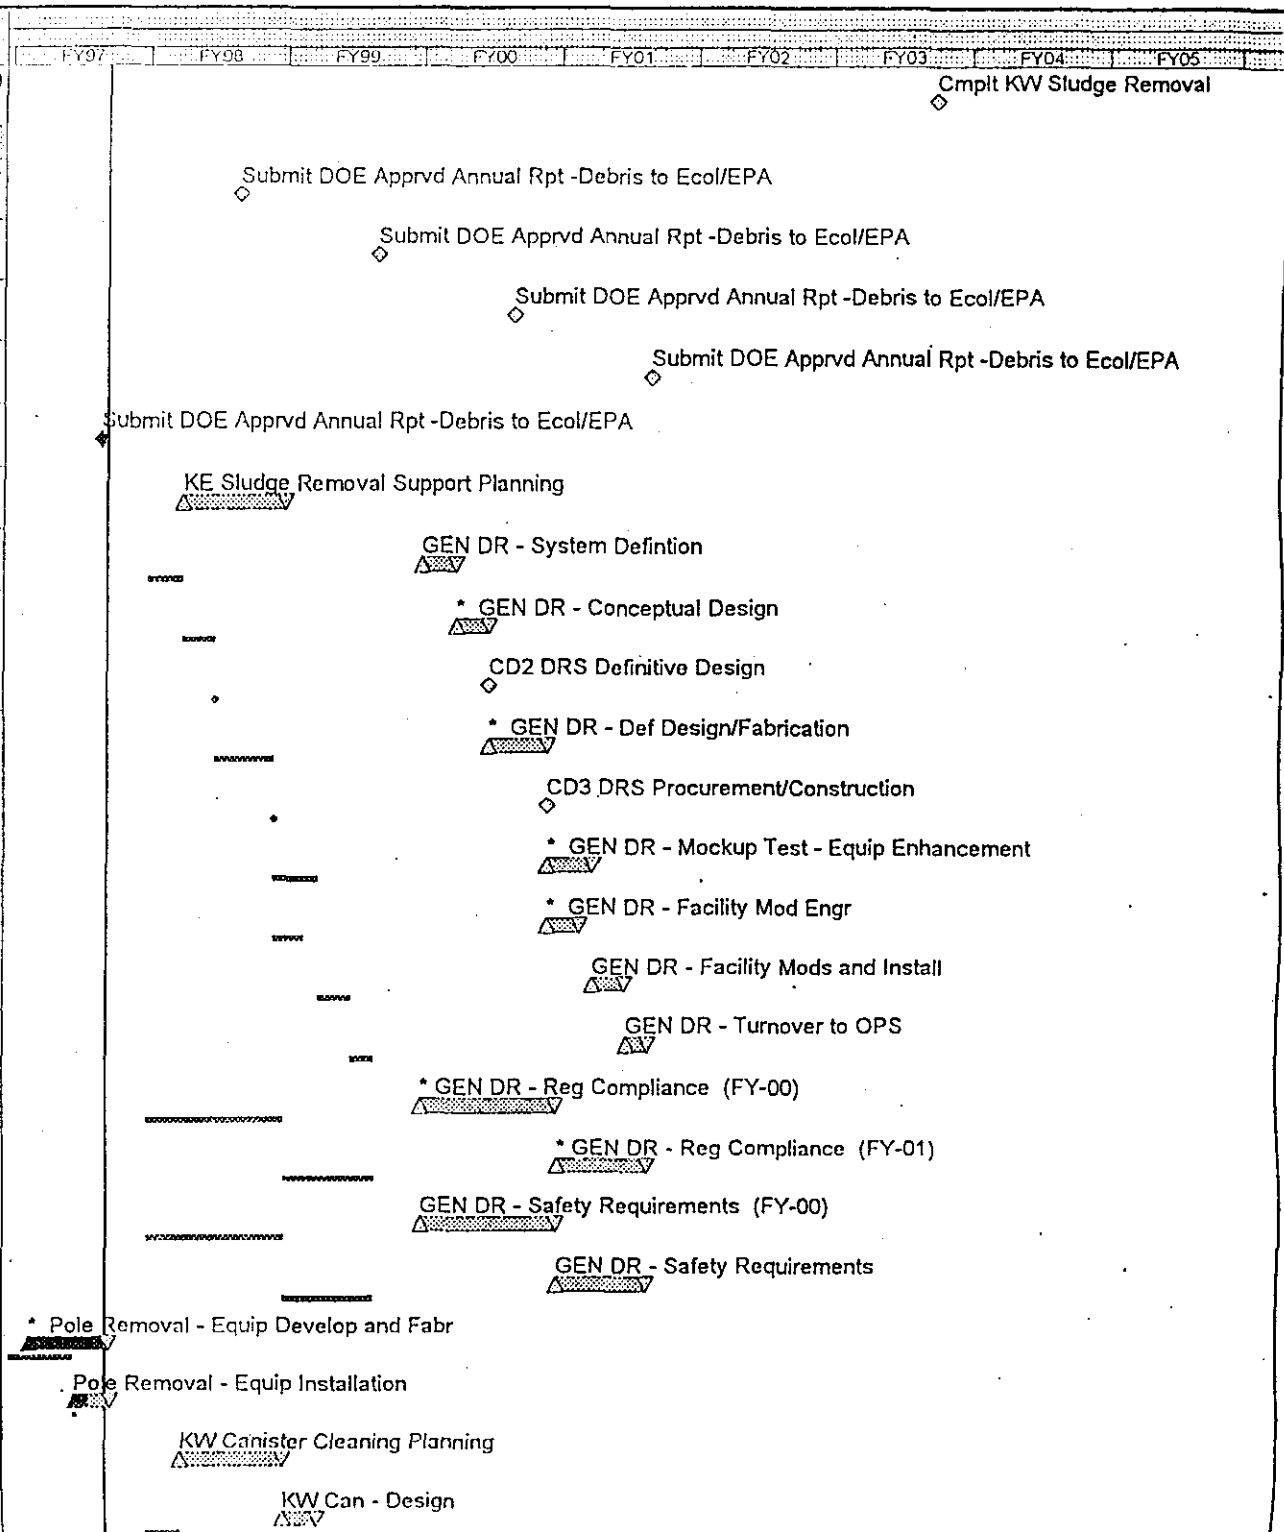 FY97 FY98 FY99 FY00 FY01 FY02 FY03 FY04 FY05
Cmplt KW Sludge Removal
Submit DOE Apprvd Annual Rpt -Debris to Ecol/EPA
Submit DOE Apprvd Annual Rpt -Debris to Ecol/EPA
Submit DOE Apprvd Annual Rpt -Debris to Ecol/EPA
Submit DOE Apprvd Annual Rpt -Debris to Ecol/EPA
Submit DOE Apprvd Annual Rpt -Debris to Ecol/EPA
KE Sludge Removal Support Planning
GEN DR - System Defintion
* GEN DR - Conceptual Design
CD2 DRS Definitive Design
* GEN DR - Def Design/Fabrication
CD3 DRS Procurement/Construction
* GEN DR - Mockup Test - Equip Enhancement
* GEN DR - Facility Mod Engr
GEN DR - Facility Mods and Install
GEN DR - Turnover to OPS
* GEN DR - Reg Compliance (FY-00)
* GEN DR - Reg Compliance (FY-01)
GEN DR - Safety Requirements (FY-00)
GEN DR - Safety Requirements
* Pole Removal - Equip Develop and Fabr
Pole Removal - Equip Installation
KW Canister Cleaning Planning
KW Can - Design